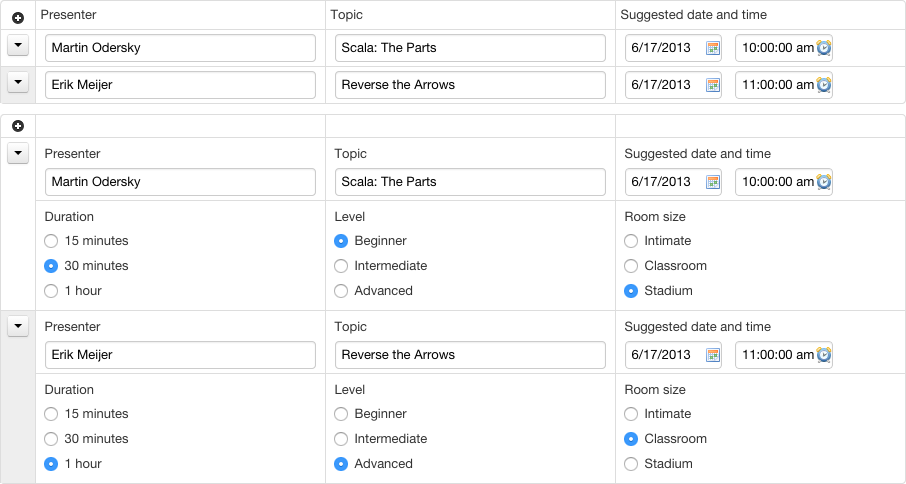 Presenter Topic Suggested date and time
Martin Odersky Scala: The Parts 6/17/2013 10:00:00 am
Erik Meijer Reverse the Arrows 6/17/2013 11:00:00 am
Presenter Topic Suggested date and time
Martin Odersky Scala: The Parts 6/17/2013 10:00:00 am
Duration Level Room size
15 minutes Beginner Intimate
30 minutes Intermediate Classroom
1 hour Advanced Stadium
Presenter Topic Suggested date and time
Erik Meijer Reverse the Arrows 6/17/2013 11:00:00 am
Duration Level Room size
15 minutes Beginner Intimate
30 minutes Intermediate Classroom
1 hour Advanced Stadium